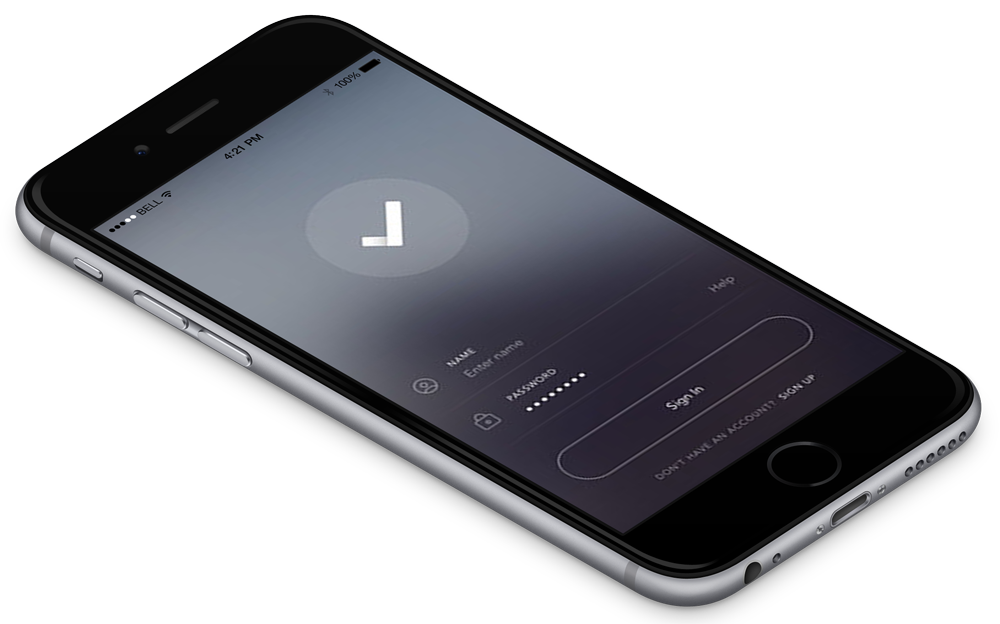 BELL 4:21 PM 100%
NAME
Enter name
PASSWORD
Help
Sign In
DON'T HAVE AN ACCOUNT? SIGN UP